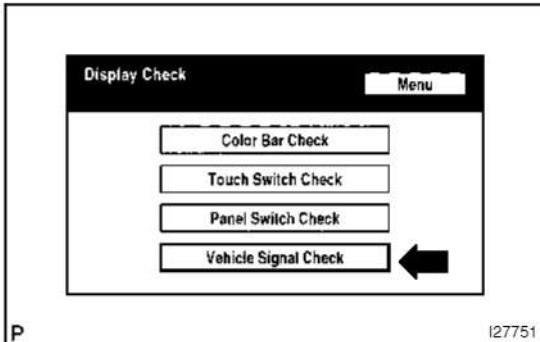 Display Check
Menu
Color Bar Check
Touch Switch Check
Panel Switch Check
Vehicle Signal Check
P
I27751